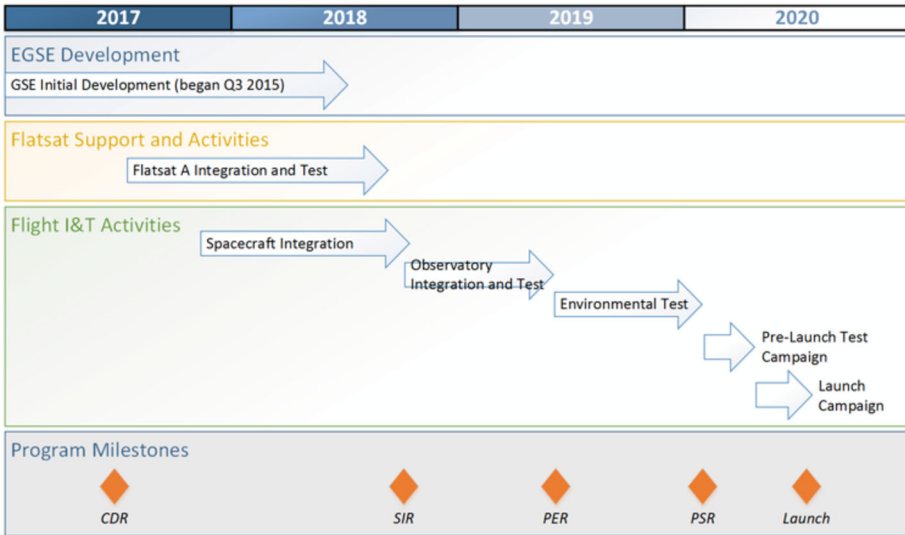 2017 2018 2019 2020
EGSE Development
GSE Initial Development (began Q3 2015)
Flatsat Support and Activities
Flatsat A Integration and Test
Flight I&T Activities
Spacecraft Integration
Observatory
Integration and Test
Environmental Test
Pre-Launch Test
Campaign
Launch
Campaign
Program Milestones
CDR SIR PER PSR Launch